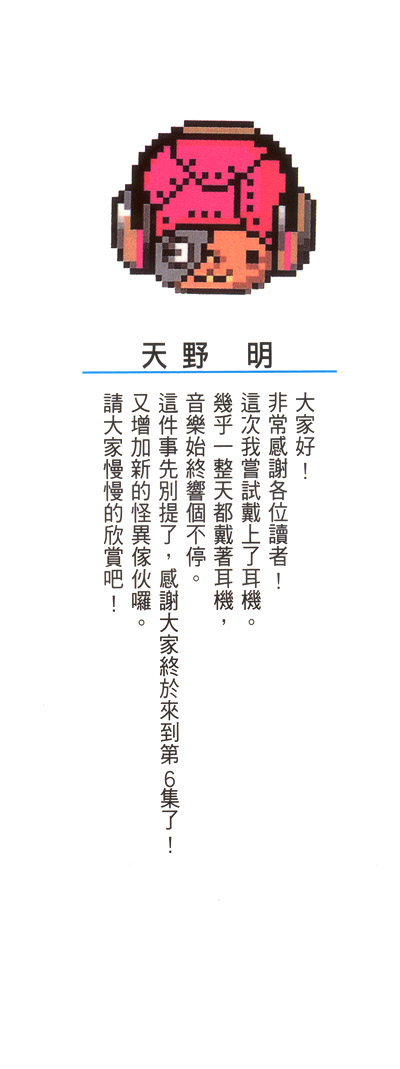 天野 明
大家好！
非常感謝各位讀者！
這次我嘗試戴上了耳機。
幾乎一整天都戴著耳機，
音樂始終響個不停。
這件事先別提了，感謝大家終於來到第6集了！
又增加新的怪異傢伙囉。
請大家慢慢的欣賞吧！